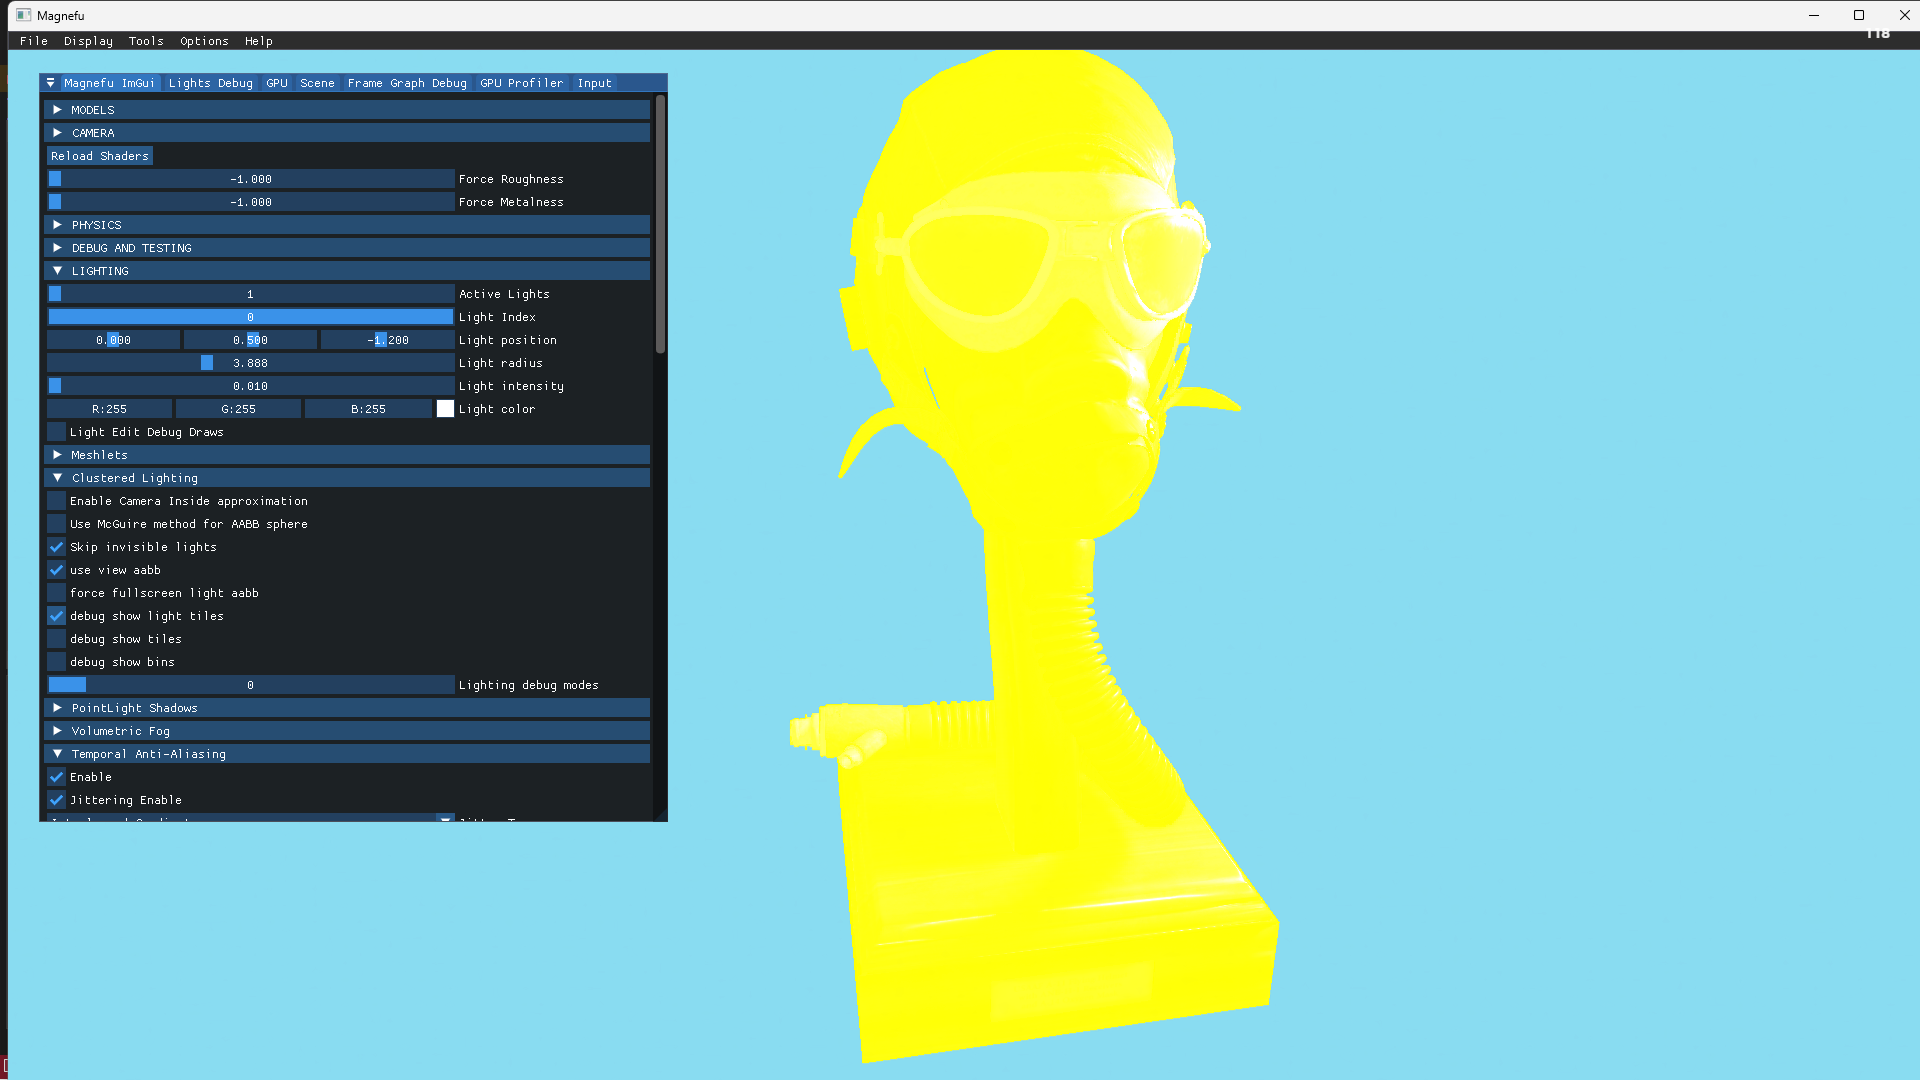 Magnefu
File Display Tools Options Help
118
Magnefu ImGui Lights Debug GPU Scene Frame Graph Debug GPU Profiler Input
MODELS
CAMERA
Reload Shaders
-1.000 Force Roughness
-1.000 Force Metalness
PHYSICS
DEBUG AND TESTING
LIGHTING
1 Active Lights
0 Light Index
0.000 0.500 -1.200 Light position
3.888 Light radius
0.010 Light intensity
R:255 G:255 B:255 Light color
Light Edit Debug Draws
Meshlets
Clustered Lighting
Enable Camera Inside approximation
Use McGuire method for AABB sphere
Skip invisible lights
use view aabb
force fullscreen light aabb
debug show light tiles
debug show tiles
debug show bins
0 Lighting debug modes
PointLight Shadows
Volumetric Fog
Temporal Anti-Aliasing
Enable
Jittering Enable